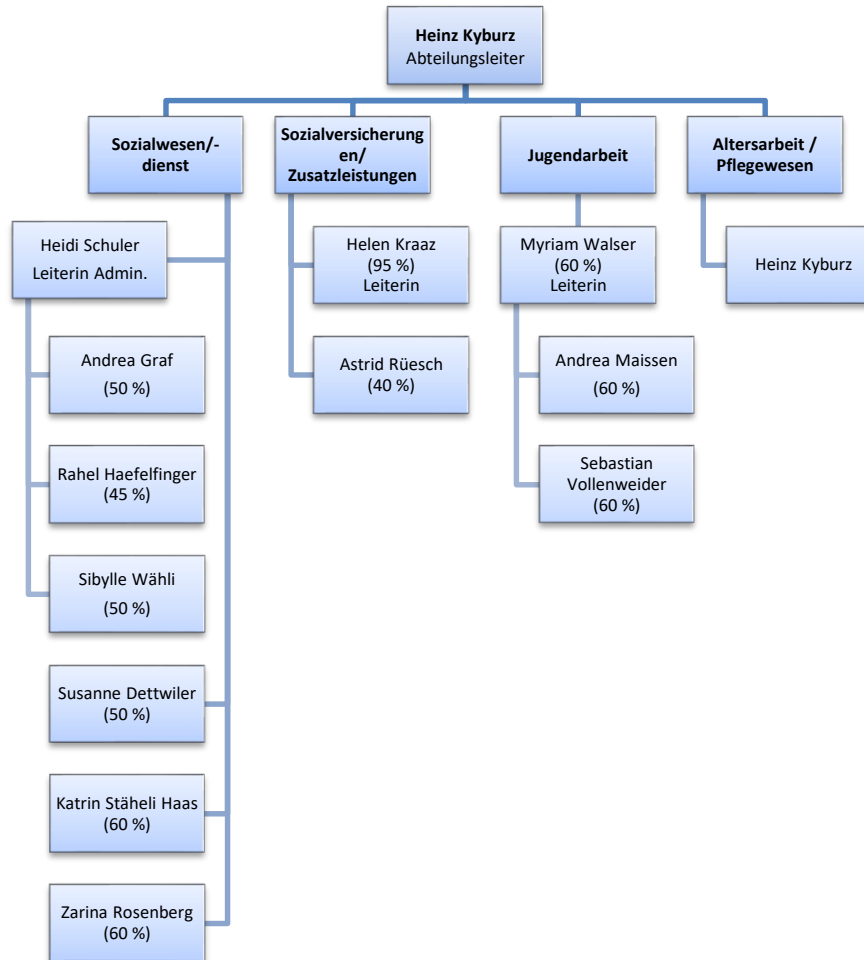 Heinz Kyburz
Abteilungsleiter
Sozialwesen/-
dienst
Sozialversicherung
en/
Zusatzleistungen
Jugendarbeit
Altersarbeit /
Pflegewesen
Heidi Schuler
Leiterin Admin.
Helen Kraaz
(95 %)
Leiterin
Myriam Walser
(60 %)
Leiterin
Heinz Kyburz
Andrea Graf
(50 %)
Astrid Rüesch
(40 %)
Andrea Maissen
(60 %)
Rahel Haefelfinger
(45 %)
Sebastian
Vollenweider
(60 %)
Sibylle Wähli
(50 %)
Susanne Dettwiler
(50 %)
Katrin Stäheli Haas
(60 %)
Zarina Rosenberg
(60 %)